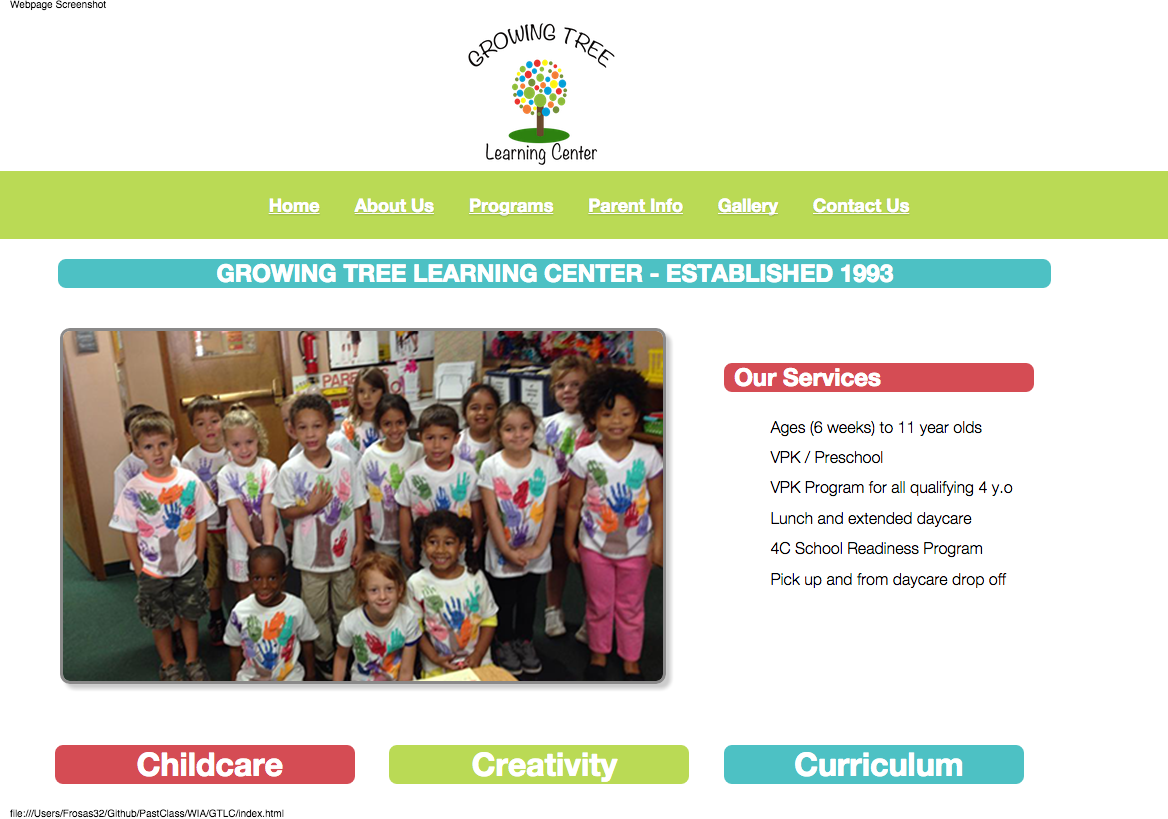 Webpage Screenshot
GROWING TREE
Learning Center
Home About Us Programs Parent Info Gallery Contact Us
GROWING TREE LEARNING CENTER - ESTABLISHED 1993
Our Services
Ages (6 weeks) to 11 year olds
VPK / Preschool
VPK Program for all qualifying 4 y.o
Lunch and extended daycare
4C School Readiness Program
Pick up and from daycare drop off
Childcare Creativity Curriculum
file:///Users/Frosas32/Github/PastClass/WIA/GTLC/index.html